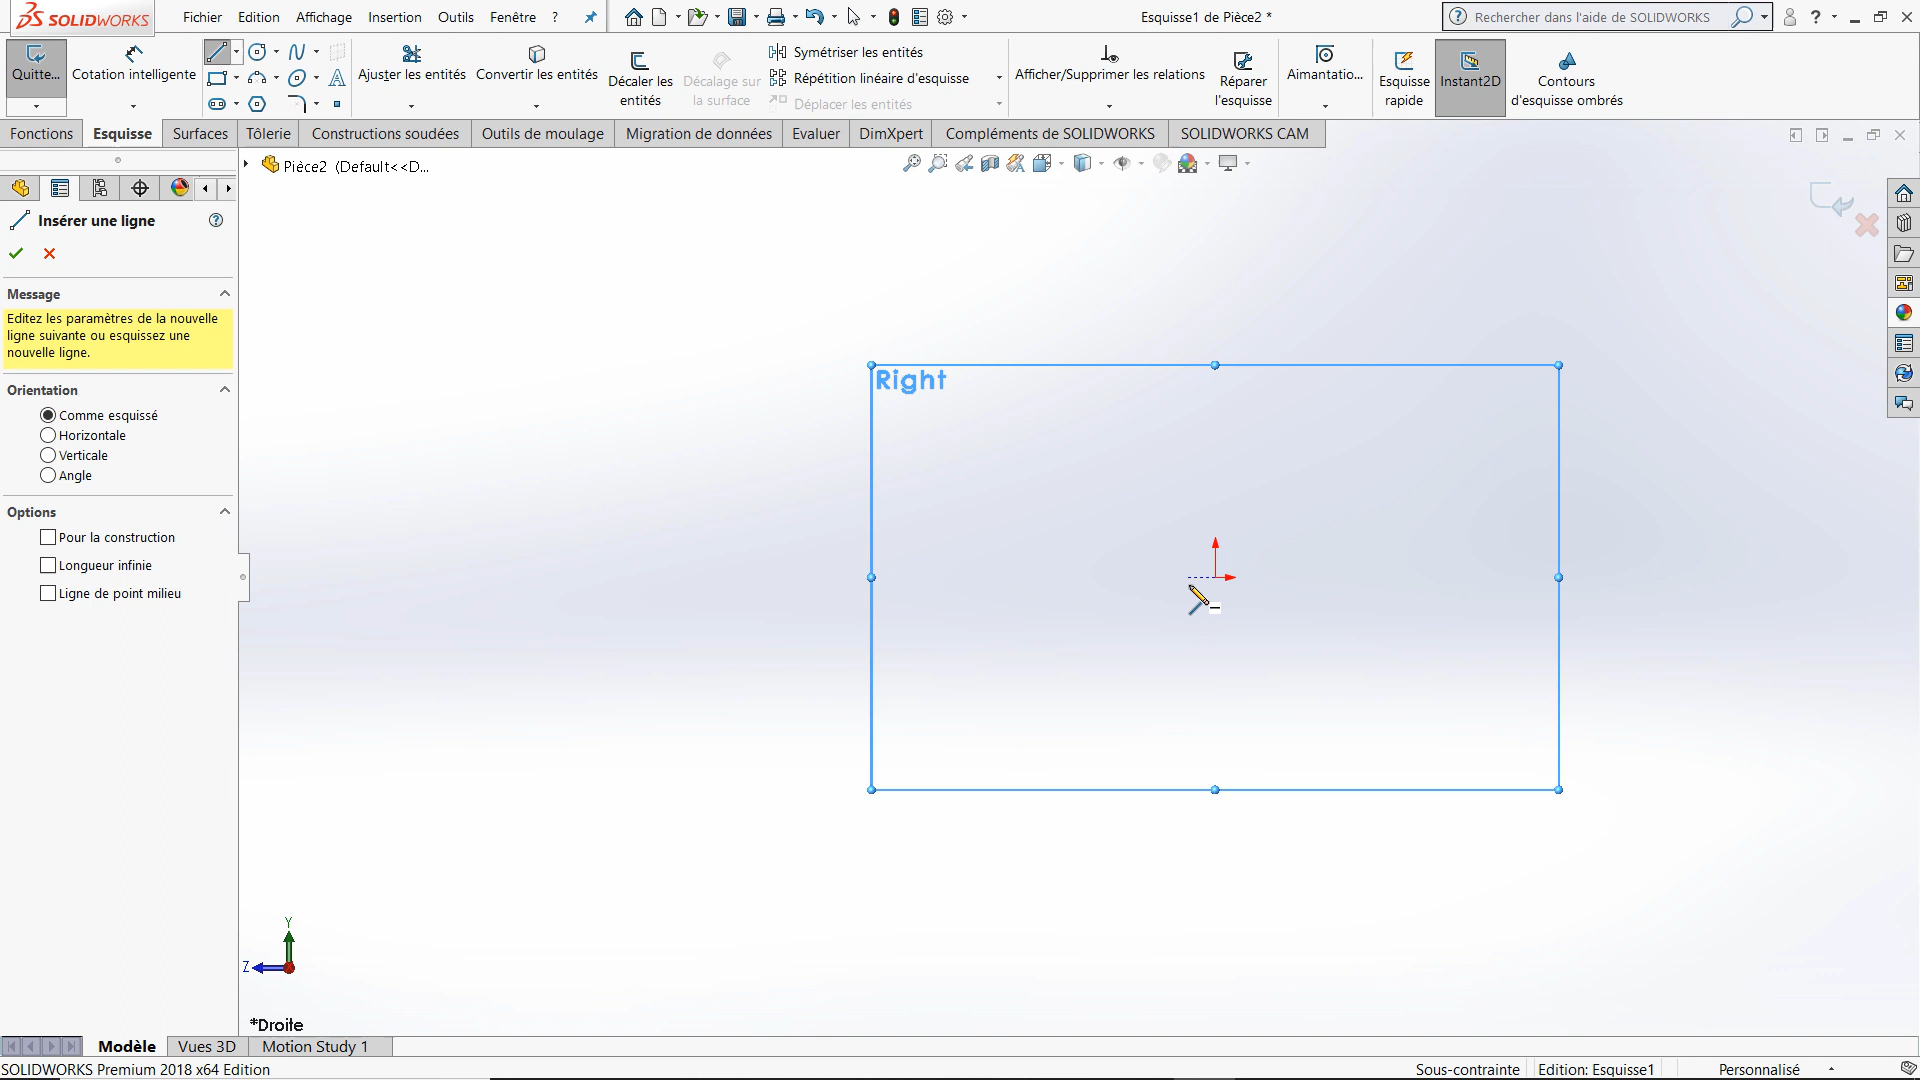 SOLIDWORKS
Fichier Edition Affichage Insertion Outils Fenêtre ?
Esquisse1 de Pièce2 *
Rechercher dans l'aide de SOLIDWORKS
?
Quitte...
Cotation intelligente
Ajuster les entités
Convertir les entités
Décaler les entités
Décalage sur la surface
Symétriser les entités
Répétition linéaire d'esquisse
Déplacer les entités
Afficher/Supprimer les relations
Réparer l'esquisse
Aimantatio...
Esquisse rapide
Instant2D
Contours d'esquisse ombrés
Fonctions Esquisse Surfaces Tôlerie Constructions soudées Outils de moulage Migration de données Evaluer DimXpert Compléments de SOLIDWORKS SOLIDWORKS CAM
Pièce2 (Default<<D...
Insérer une ligne
Message
Editez les paramètres de la nouvelle
ligne suivante ou esquissez une
nouvelle ligne.
Orientation
Comme esquissé
Horizontale
Verticale
Angle
Options
Pour la construction
Longueur infinie
Ligne de point milieu
Right
Y
Z
*Droite
Modèle Vues 3D Motion Study 1
SOLIDWORKS Premium 2018 x64 Edition
Sous-contrainte Edition: Esquisse1 Personnalisé